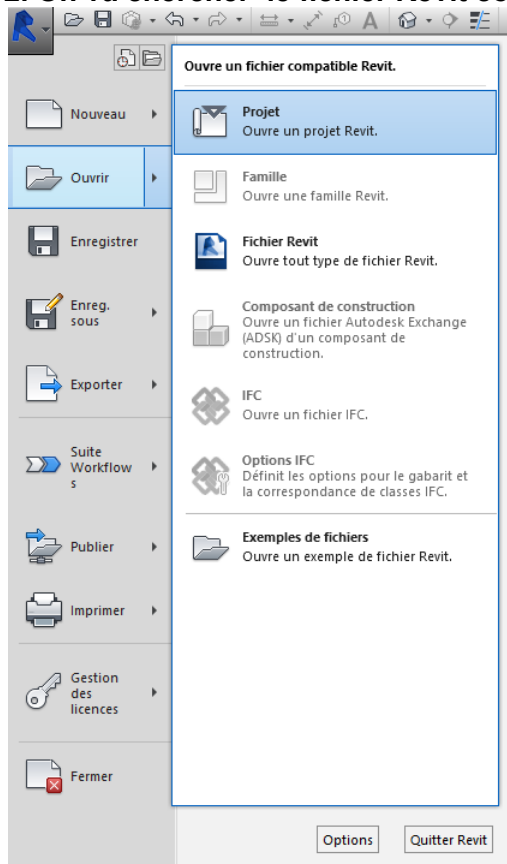 Ouvre un fichier compatible Revit.
Nouveau
Projet
Ouvre un projet Revit.
Ouvrir
Famille
Ouvre une famille Revit.
Enregistrer
Fichier Revit
Ouvre tout type de fichier Revit.
Enreg.
sous
Composant de construction
Ouvre un fichier Autodesk Exchange
(ADSK) d'un composant de
construction.
Exporter
IFC
Ouvre un fichier IFC.
Suite
Workflow
s
Options IFC
Définit les options pour le gabarit et
la correspondance de classes IFC.
Publier
Exemples de fichiers
Ouvre un exemple de fichier Revit.
Imprimer
Gestion
des
licences
Fermer
Options
Quitter Revit